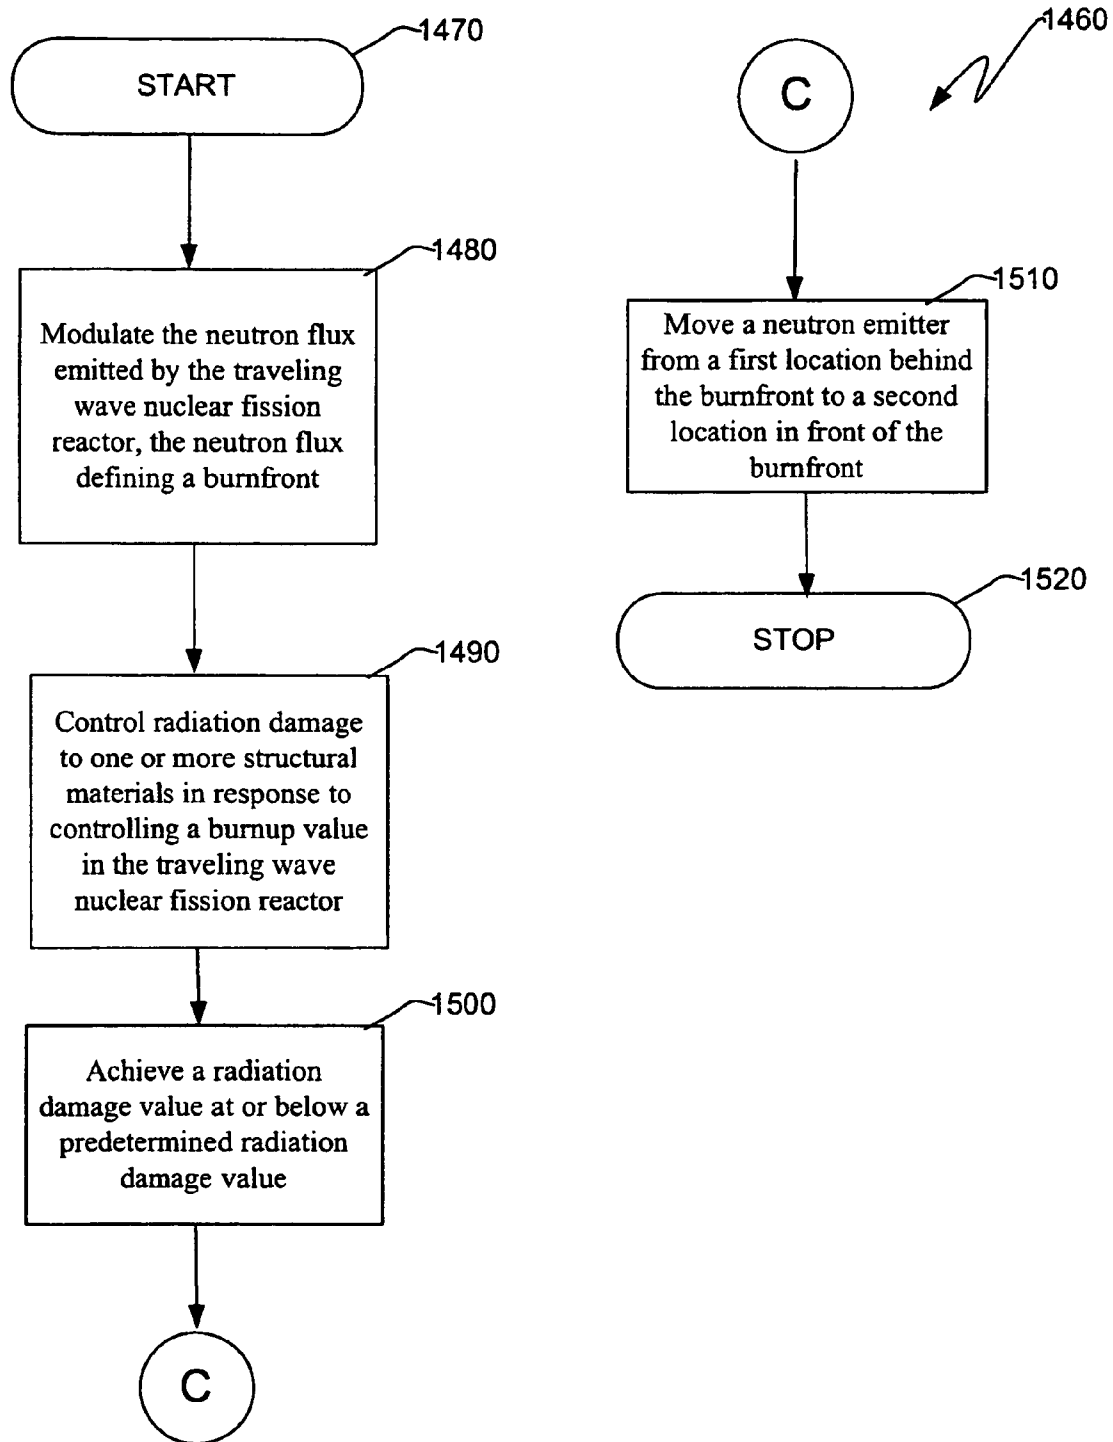 1470
START
1480
Modulate the neutron flux
emitted by the traveling
wave nuclear fission
reactor, the neutron flux
defining a burnfront
1490
Control radiation damage
to one or more structural
materials in response to
controlling a burnup value
in the traveling wave
nuclear fission reactor
1500
Achieve a radiation
damage value at or below a
predetermined radiation
damage value
C
1460
C
1510
Move a neutron emitter
from a first location behind
the burnfront to a second
location in front of the
burnfront
1520
STOP